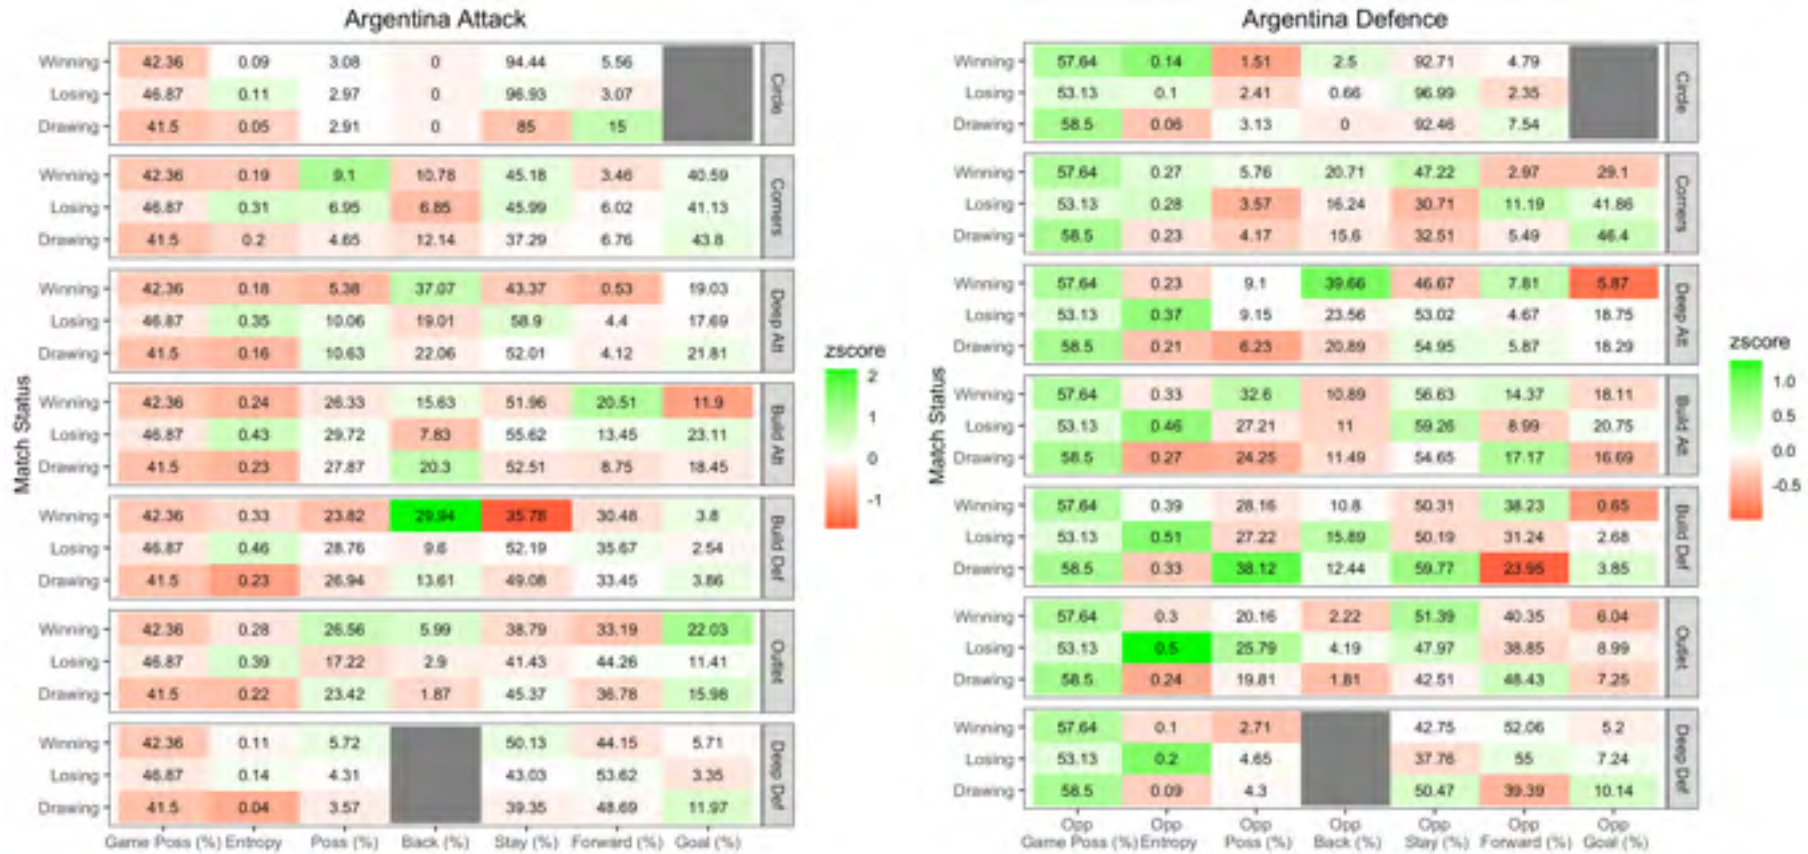 Argentina Attack
Winning 42.36 0.09 3.08 0 94.44 5.56
Losing 46.87 0.11 2.97 0 96.93 3.07
Drawing 41.5 0.05 2.91 0 85 15
Circle
Winning 42.36 0.19 9.1 10.78 45.18 3.46 40.59
Losing 46.87 0.31 6.95 6.85 45.99 6.02 41.13
Drawing 41.5 0.2 4.65 12.14 37.29 6.76 43.8
Corners
Winning 42.36 0.18 5.38 37.07 43.37 0.53 19.03
Losing 46.87 0.35 10.06 19.01 58.9 4.4 17.69
Drawing 41.5 0.16 10.63 22.06 52.01 4.12 21.81
Deep Att
Winning 42.36 0.24 26.33 15.63 51.96 20.51 11.9
Losing 46.87 0.43 29.72 7.83 55.62 13.45 23.11
Drawing 41.5 0.23 27.87 20.3 52.51 8.75 18.45
Build Att
Winning 42.36 0.33 23.82 29.94 35.78 30.48 3.8
Losing 46.87 0.46 28.76 9.6 52.19 35.67 2.54
Drawing 41.5 0.23 26.94 13.61 49.08 33.45 3.86
Build Def
Winning 42.36 0.28 26.56 5.99 38.79 33.19 22.03
Losing 46.87 0.39 17.22 2.9 41.43 44.26 11.41
Drawing 41.5 0.22 23.42 1.87 45.37 36.78 15.98
Outlet
Winning 42.36 0.11 5.72 50.13 44.15 5.71
Losing 46.87 0.14 4.31 43.03 53.62 3.35
Drawing 41.5 0.04 3.57 39.35 48.69 11.97
Deep Def
Game Poss (%) Entropy Poss (%) Back (%) Stay (%) Forward (%) Goal (%)
Match Status
zscore
2
1
0
-1
Argentina Defence
Winning 57.64 0.14 1.51 2.5 92.71 4.79
Losing 53.13 0.1 2.41 0.66 96.99 2.35
Drawing 58.5 0.06 3.13 0 92.46 7.54
Circle
Winning 57.64 0.27 5.76 20.71 47.22 2.97 29.1
Losing 53.13 0.28 3.57 16.24 30.71 11.19 41.86
Drawing 58.5 0.23 4.17 15.6 32.51 5.49 46.4
Corners
Winning 57.64 0.23 9.1 39.66 46.67 7.81 5.87
Losing 53.13 0.37 9.15 23.56 53.02 4.67 18.75
Drawing 58.5 0.21 6.23 20.89 54.95 5.87 18.29
Deep Att
Winning 57.64 0.33 32.6 10.89 56.63 14.37 18.11
Losing 53.13 0.46 27.21 11 59.26 8.99 20.75
Drawing 58.5 0.27 24.25 11.49 54.65 17.17 16.69
Build Att
Winning 57.64 0.39 28.16 10.8 50.31 38.23 0.65
Losing 53.13 0.51 27.22 15.89 50.19 31.24 2.68
Drawing 58.5 0.33 38.12 12.44 59.77 23.95 3.85
Build Def
Winning 57.64 0.3 20.16 2.22 51.39 40.35 6.04
Losing 53.13 0.5 25.79 4.19 47.97 38.85 8.99
Drawing 58.5 0.24 19.81 1.81 42.51 48.43 7.25
Outlet
Winning 57.64 0.1 2.71 42.75 52.06 5.2
Losing 53.13 0.2 4.65 37.76 55 7.24
Drawing 58.5 0.09 4.3 50.47 39.39 10.14
Deep Def
Opp Opp Opp Opp Opp Opp Opp
Game Poss (%) Entropy Poss (%) Back (%) Stay (%) Forward (%) Goal (%)
Match Status
zscore
1.0
0.5
0.0
-0.5